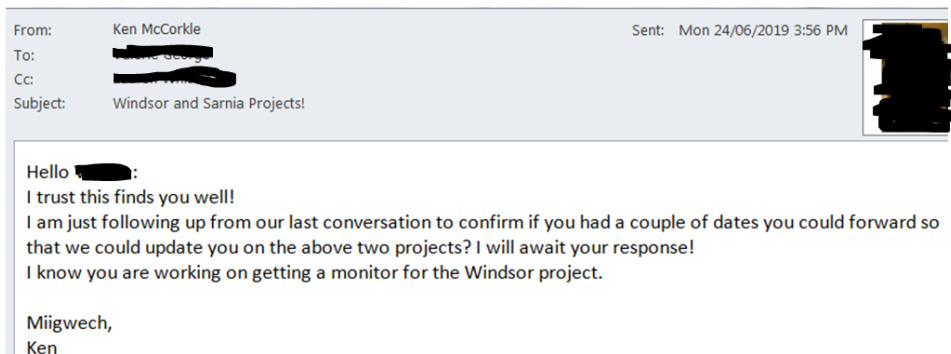 From: Ken McCorkle Sent: Mon 24/06/2019 3:56 PM
To:
Cc:
Subject: Windsor and Sarnia Projects!
Hello :
I trust this finds you well!
I am just following up from our last conversation to confirm if you had a couple of dates you could forward so
that we could update you on the above two projects? I will await your response!
I know you are working on getting a monitor for the Windsor project.
Miigwech,
Ken